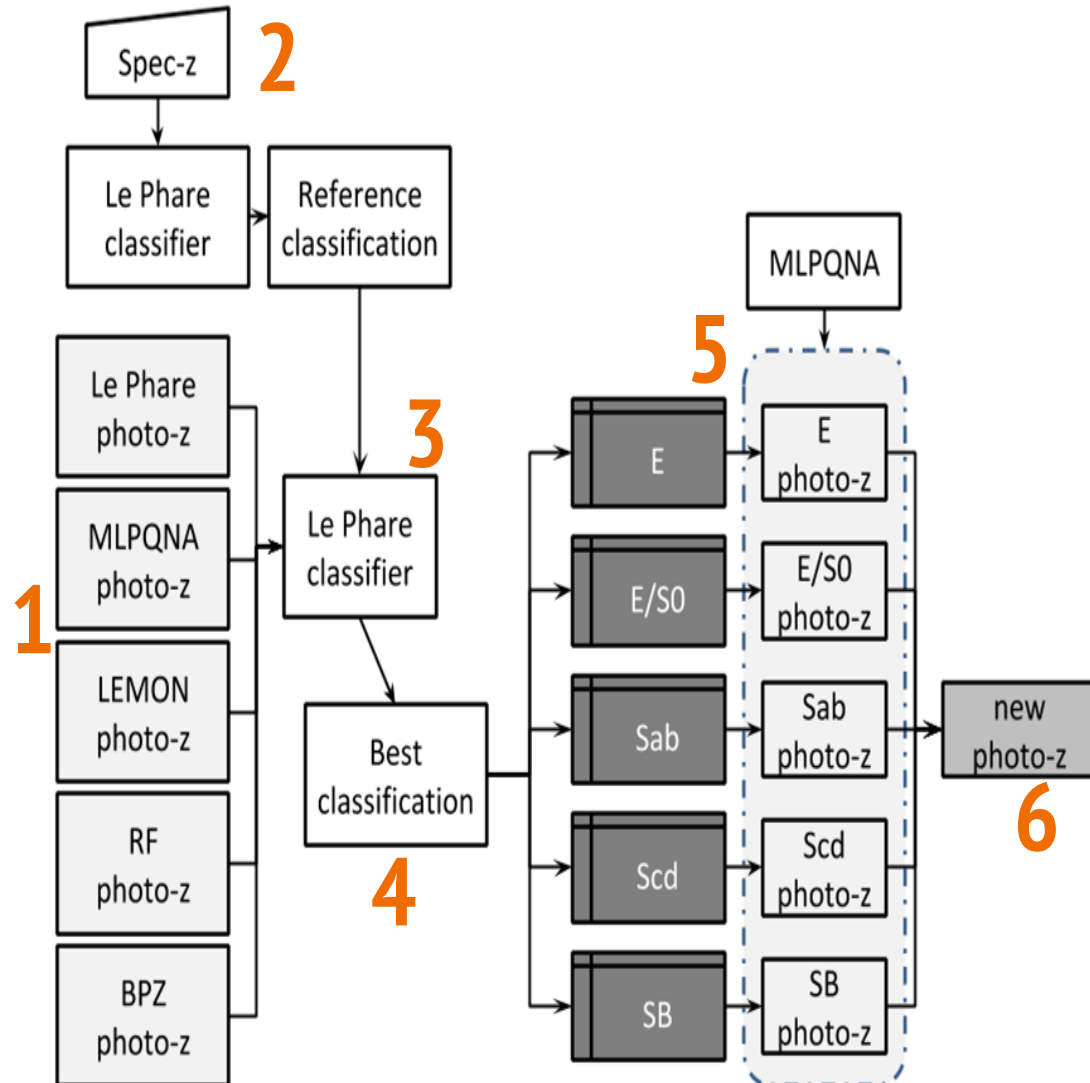 Spec-z
2
Le Phare
classifier
Reference
classification
MLPQNA
Le Phare
photo-z
MLPQNA
photo-z
LEMON
photo-z
RF
photo-z
BPZ
photo-z
1
3
Le Phare
classifier
Best
classification
4
5
E
E/S0
Sab
Scd
SB
E
photo-z
E/S0
photo-z
Sab
photo-z
Scd
photo-z
SB
photo-z
new
photo-z
6